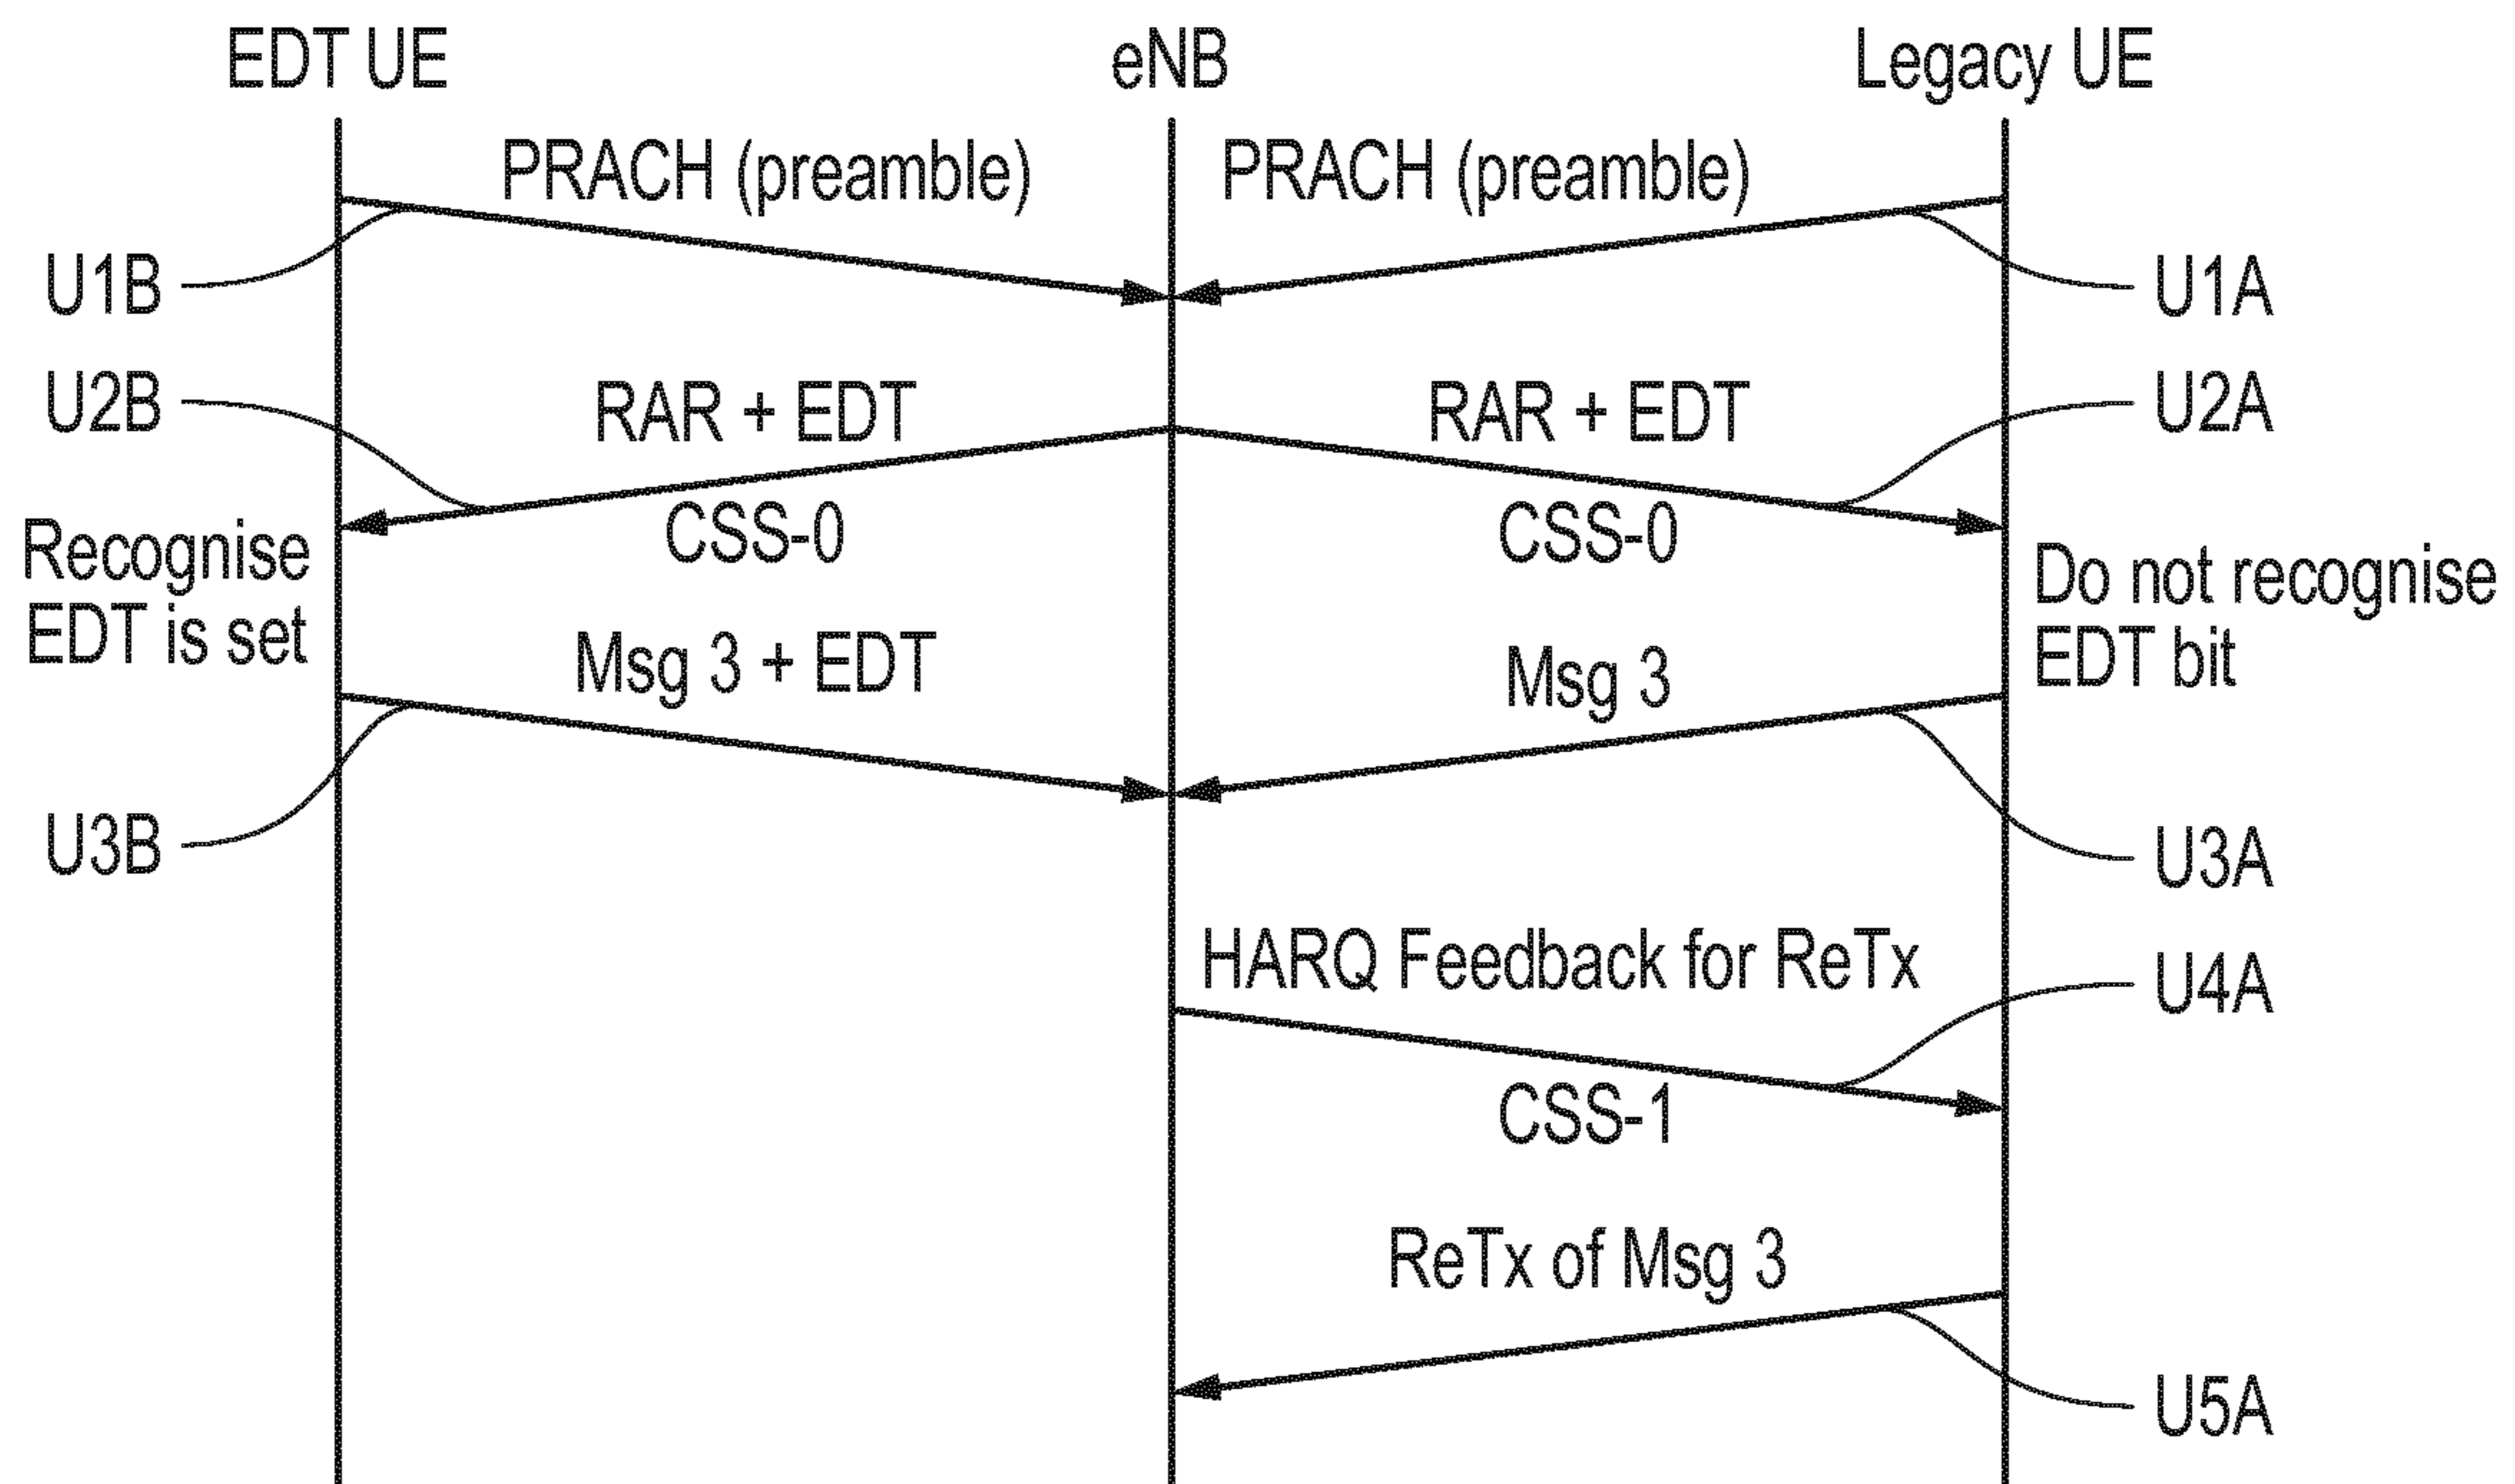 EDT UE
eNB
Legacy UE
PRACH (preamble)
PRACH (preamble)
U1B
U1A
U2B
RAR + EDT
RAR + EDT
U2A
CSS-0
CSS-0
Recognise
EDT is set
Do not recognise
EDT bit
Msg 3 + EDT
Msg 3
U3B
U3A
HARQ Feedback for ReTx
U4A
CSS-1
ReTx of Msg 3
U5A